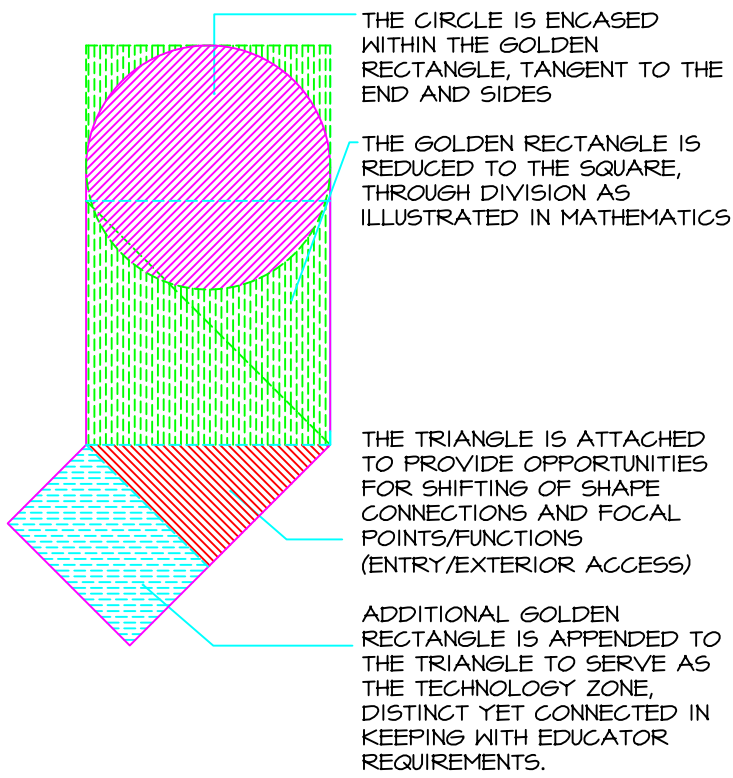 THE CIRCLE IS ENCASED
WITHIN THE GOLDEN
RECTANGLE, TANGENT TO THE
END AND SIDES
THE GOLDEN RECTANGLE IS
REDUCED TO THE SQUARE,
THROUGH DIVISION AS
ILLUSTRATED IN MATHEMATICS
THE TRIANGLE IS ATTACHED
TO PROVIDE OPPORTUNITIES
FOR SHIFTING OF SHAPE
CONNECTIONS AND FOCAL
POINTS/FUNCTIONS
(ENTRY/EXTERIOR ACCESS)
ADDITIONAL GOLDEN
RECTANGLE IS APPENDED TO
THE TRIANGLE TO SERVE AS
THE TECHNOLOGY ZONE,
DISTINCT YET CONNECTED IN
KEEPING WITH EDUCATOR
REQUIREMENTS.